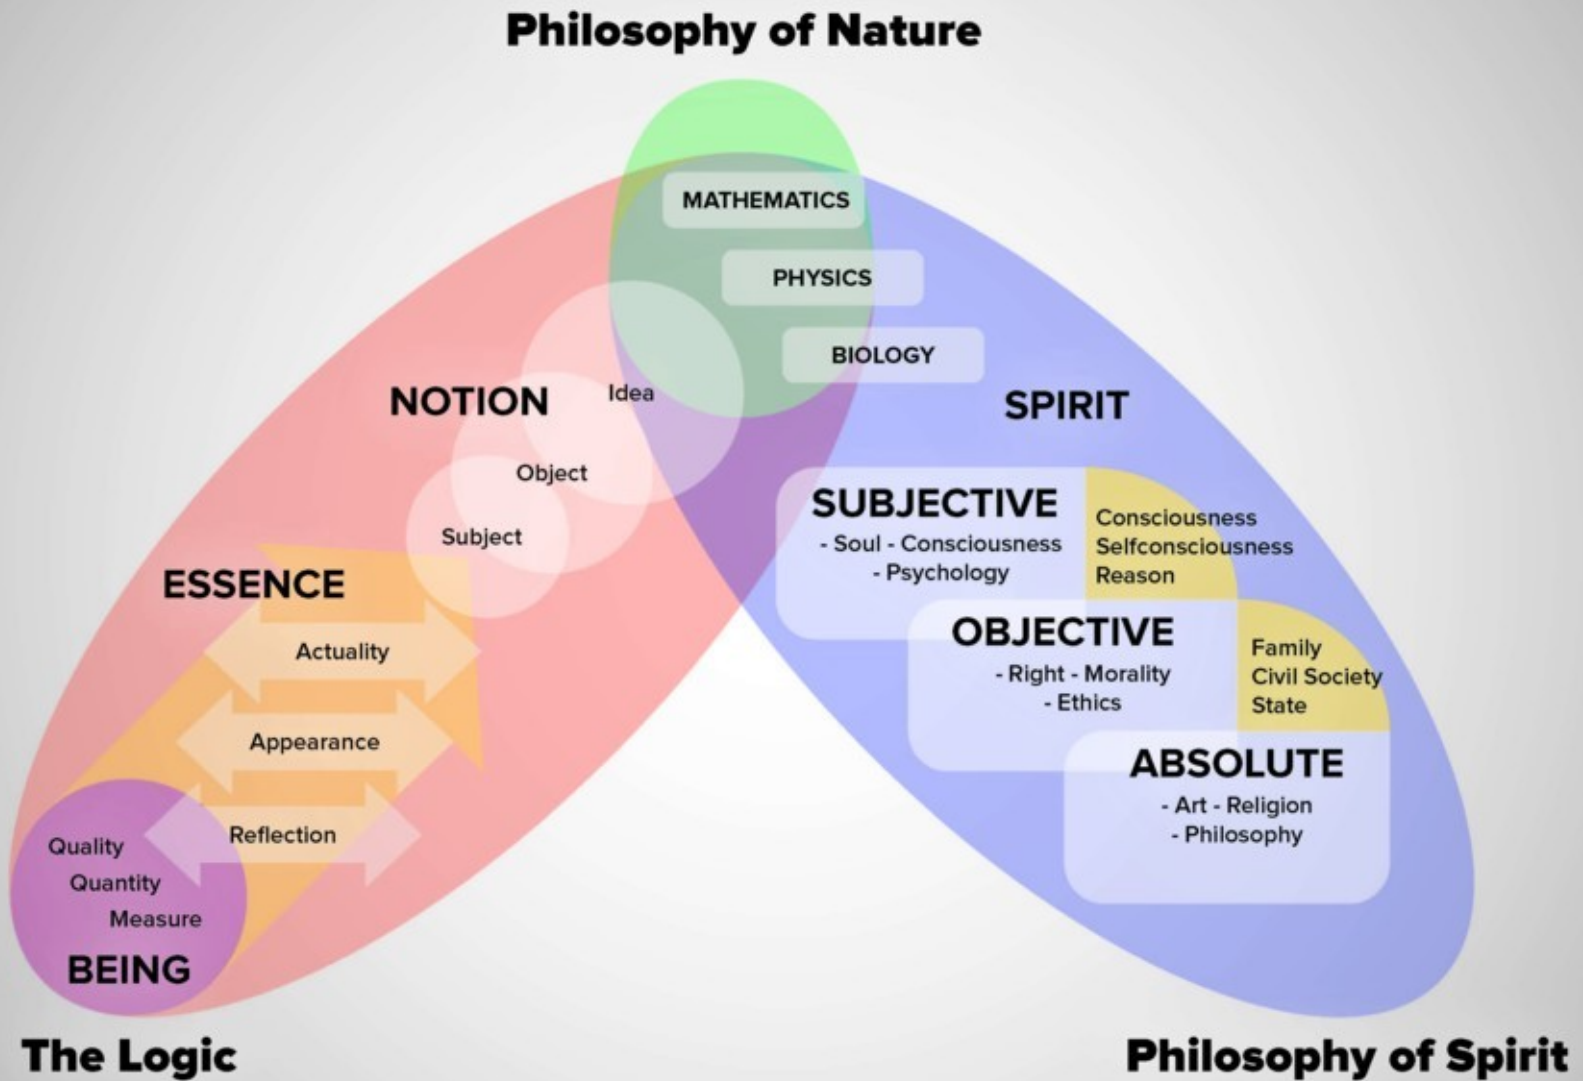 Philosophy of Nature
MATHEMATICS
PHYSICS
BIOLOGY
NOTION
Idea
Object
Subject
ESSENCE
Actuality
Appearance
Reflection
Quality
Quantity
Measure
BEING
The Logic
SPIRIT
SUBJECTIVE
- Soul - Consciousness
- Psychology
Consciousness
Selfconsciousness
Reason
OBJECTIVE
- Right - Morality
- Ethics
Family
Civil Society
State
ABSOLUTE
- Art - Religion
- Philosophy
Philosophy of Spirit